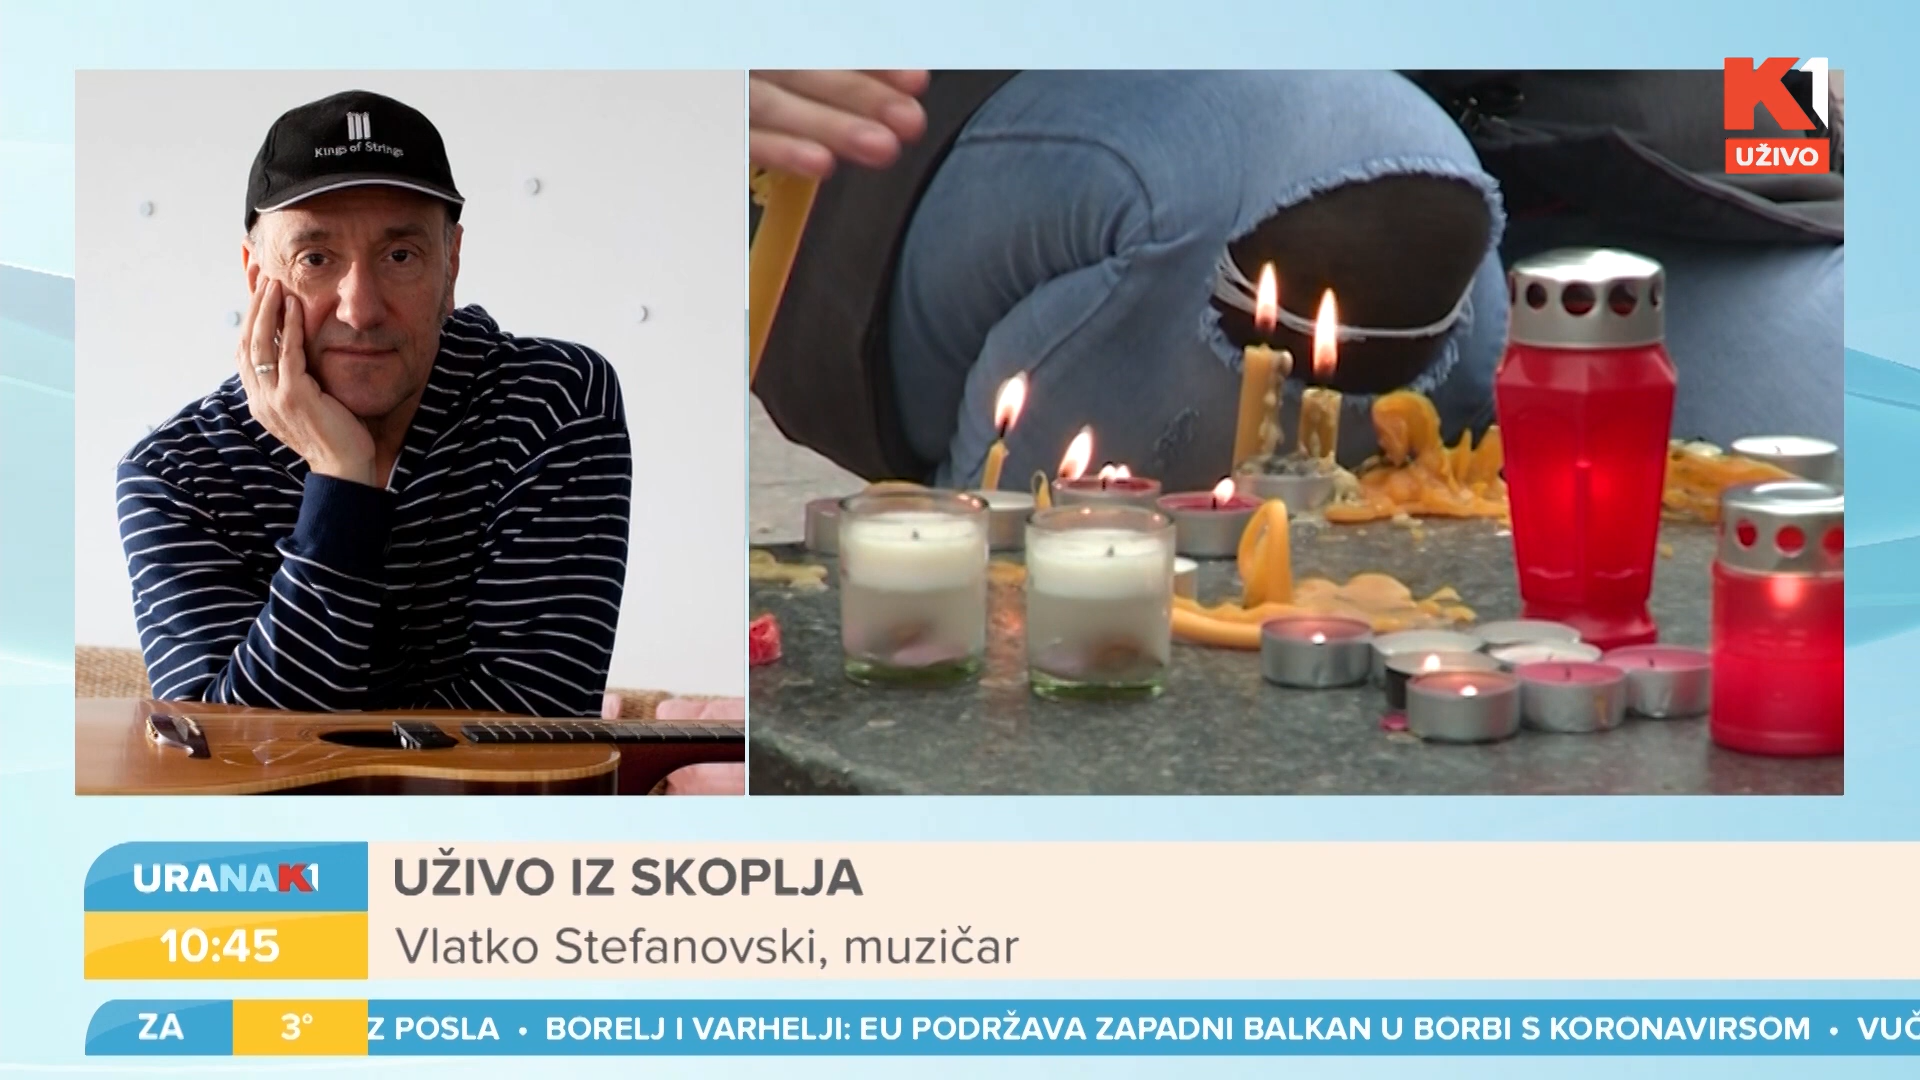 Kings of Strings
K1
UŽIVO
URANAK1
UŽIVO IZ SKOPLJA
10:45
Vlatko Stefanovski, muzičar
ZA 3° Z POSLA • BORELJ I VARHELJI: EU PODRŽAVA ZAPADNI BALKAN U BORBI S KORONAVIRSOM • VUČ